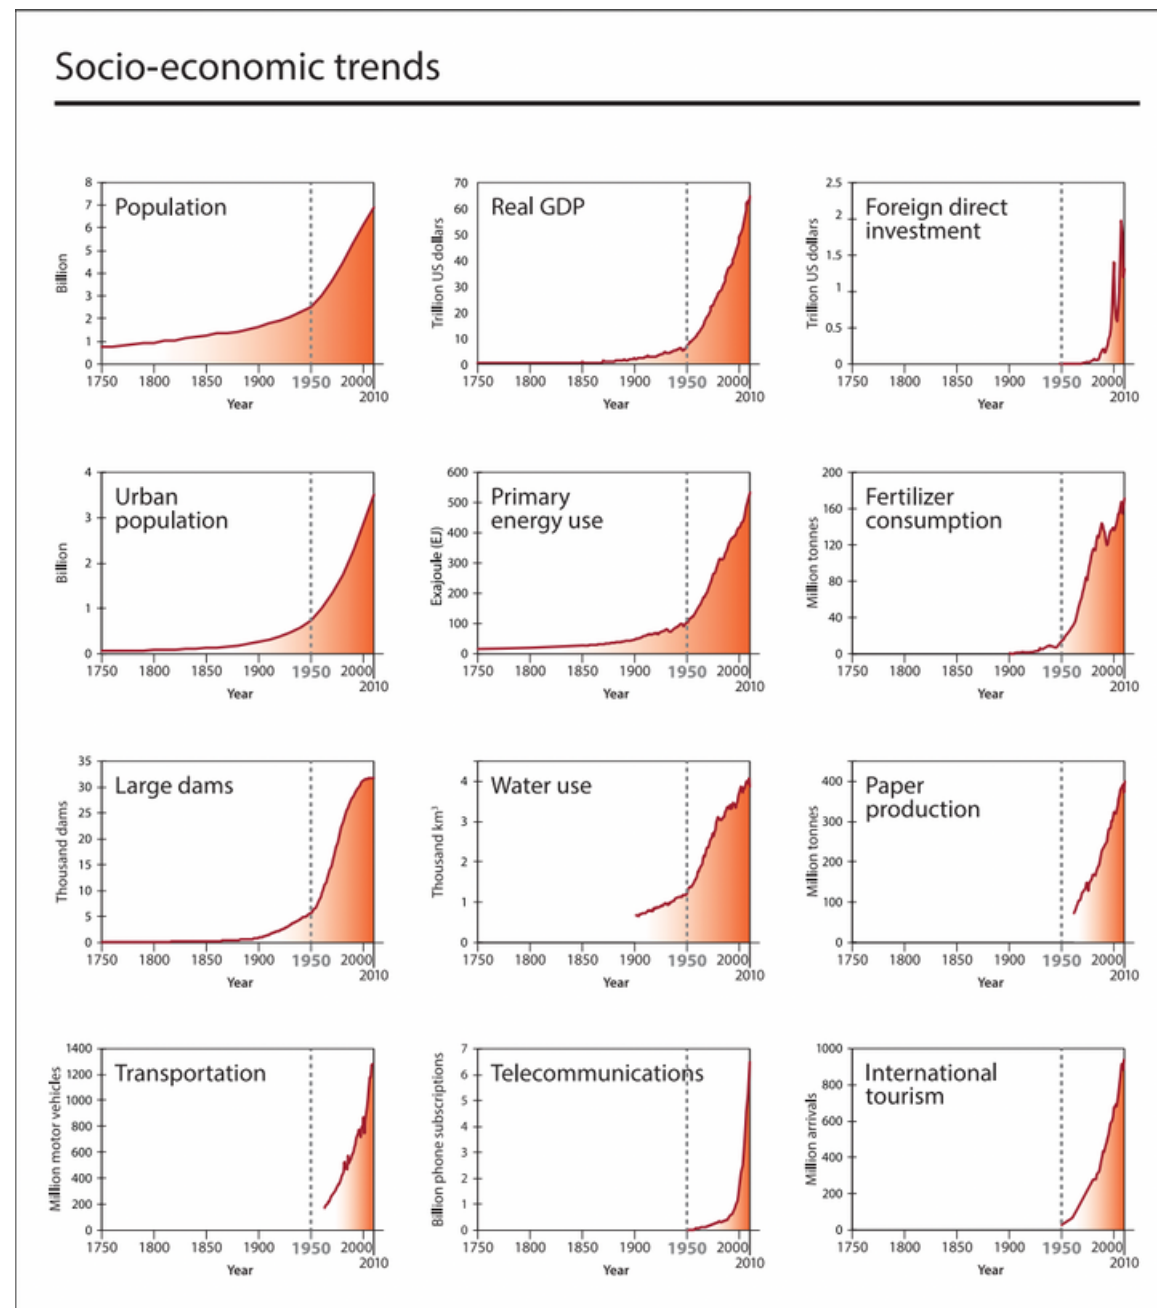 Socio-economic trends
Population
Billion
8
7
6
5
4
3
2
1
0
1750 1800 1850 1900 1950 2000
2010
Year
Real GDP
Trillion US dollars
70
60
50
40
30
20
10
0
1750 1800 1850 1900 1950 2000
2010
Year
Foreign direct
investment
Trillion US dollars
2.5
2
1.5
1
0.5
0
1750 1800 1850 1900 1950 2000
2010
Year
Urban
population
Billion
4
3
2
1
0
1750 1800 1850 1900 1950 2000
2010
Year
Primary
energy use
Exajoule (EJ)
600
500
400
300
200
100
0
1750 1800 1850 1900 1950 2000
2010
Year
Fertilizer
consumption
Million tonnes
200
160
120
80
40
0
1750 1800 1850 1900 1950 2000
2010
Year
Large dams
Thousand dams
35
30
25
20
15
10
5
0
1750 1800 1850 1900 1950 2000
2010
Year
Water use
Thousand km³
4
3
2
1
0
1750 1800 1850 1900 1950 2000
2010
Year
Paper
production
Million tonnes
400
300
200
100
0
1750 1800 1850 1900 1950 2000
2010
Year
Transportation
Million motor vehicles
1400
1200
1000
800
600
400
200
0
1750 1800 1850 1900 1950 2000
2010
Year
Telecommunications
Billion phone subscriptions
7
6
5
4
3
2
1
0
1750 1800 1850 1900 1950 2000
2010
Year
International
tourism
Million arrivals
1000
800
600
400
200
0
1750 1800 1850 1900 1950 2000
2010
Year